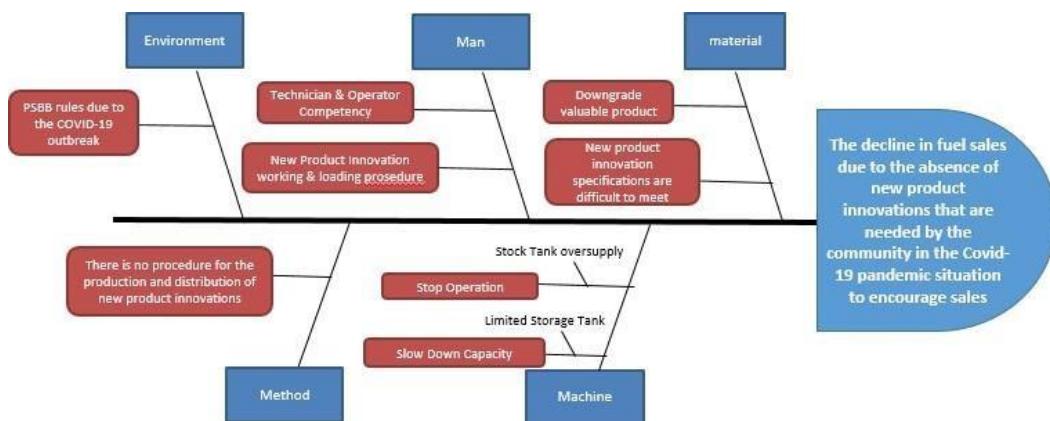 Environment
Man
material
PSBB rules due to
the COVID-19
outbreak
Technician & Operator
Competency
New Product Innovation
working & loading prosedure
Downgrade
valuable product
New product
innovation
specifications are
difficult to meet
The decline in fuel sales
due to the absence of
new product
innovations that are
needed by the
community in the Covid-
19 pandemic situation
to encourage sales
There is no procedure for the
production and distribution of
new product innovations
Stock Tank oversupply
Stop Operation
Limited Storage Tank
Slow Down Capacity
Method
Machine